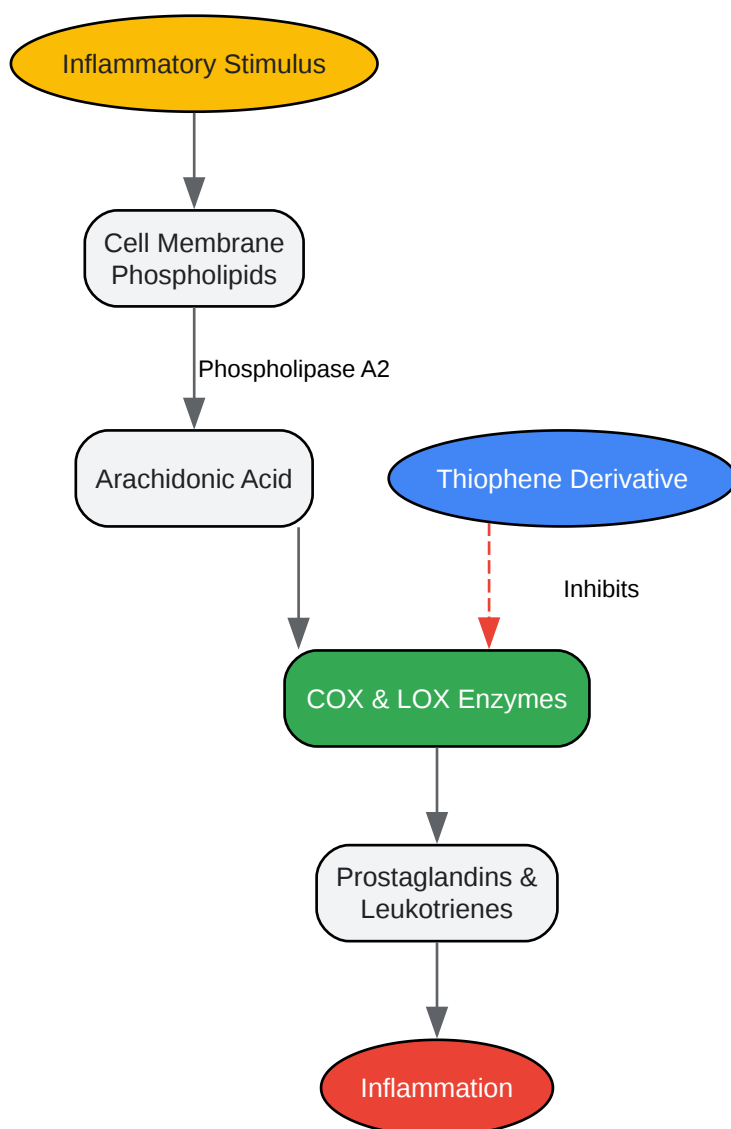 Inflammatory Stimulus
Cell Membrane
Phospholipids
Phospholipase A2
Arachidonic Acid
Thiophene Derivative
Inhibits
COX & LOX Enzymes
Prostaglandins &
Leukotrienes
Inflammation